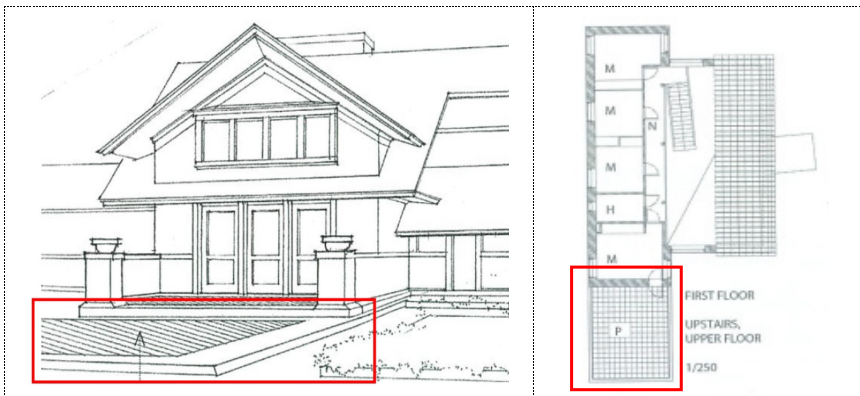 A
M
M
N
M
H
M
P
FIRST FLOOR
UPSTAIRS,
UPPER FLOOR
1/250